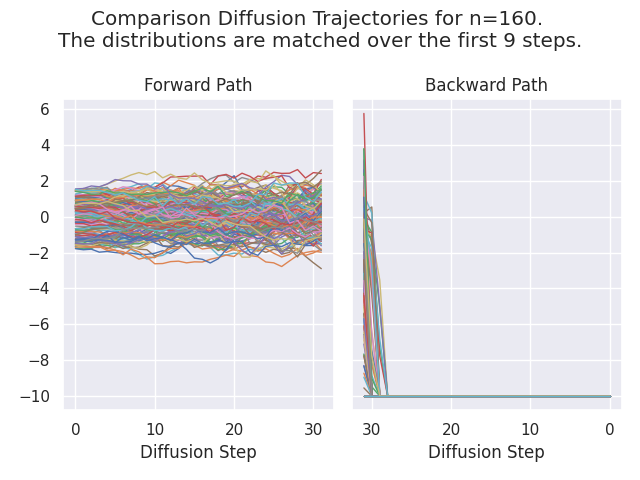 Comparison Diffusion Trajectories for n=160.
The distributions are matched over the first 9 steps.
Forward Path
Backward Path
6
4
2
0
−2
−4
−6
−8
−10
0 10 20 30
30 20 10 0
Diffusion Step
Diffusion Step